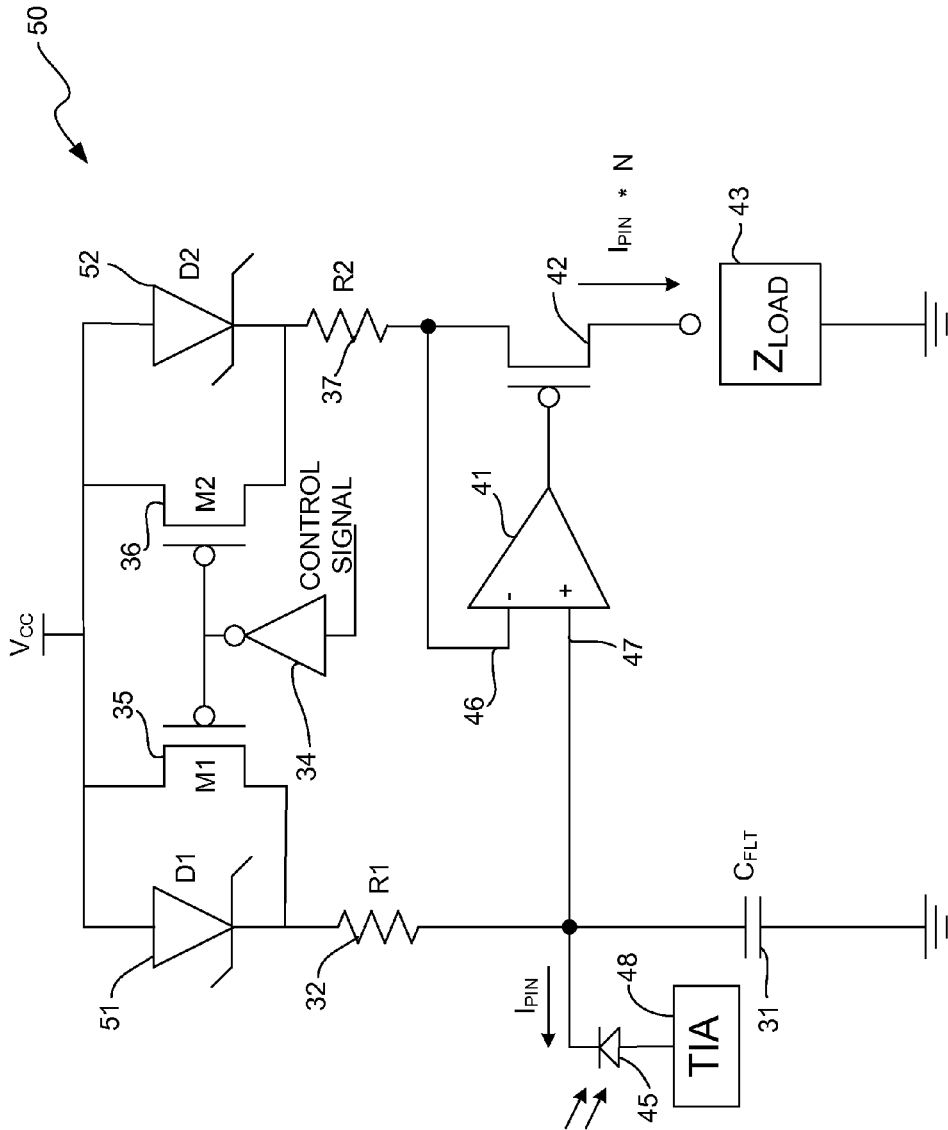 50
VCC
35
36
M1
M2
34
CONTROL
SIGNAL
51
D1
52
D2
32
R1
37
R2
46
-
+
47
41
42
IPIN * N
43
ZLOAD
IPIN
45
48
TIA
31
CFLT